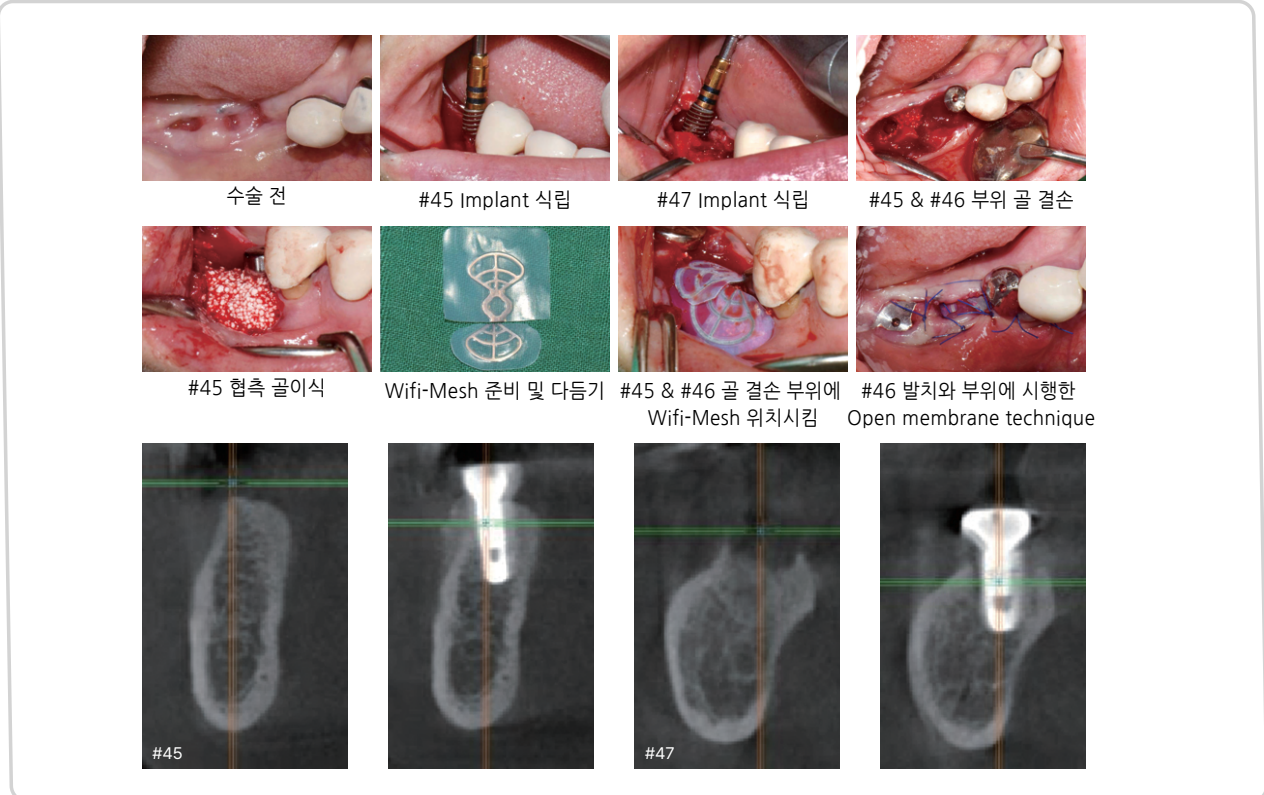 수술 전
#45 Implant 식립
#47 Implant 식립
#45 & #46 부위 골 결손
#45 협측 골이식
Wifi-Mesh 준비 및 다듬기
#45 & #46 골 결손 부위에
Wifi-Mesh 위치시킴
#46 발치와 부위에 시행한
Open membrane technique
#45
#47